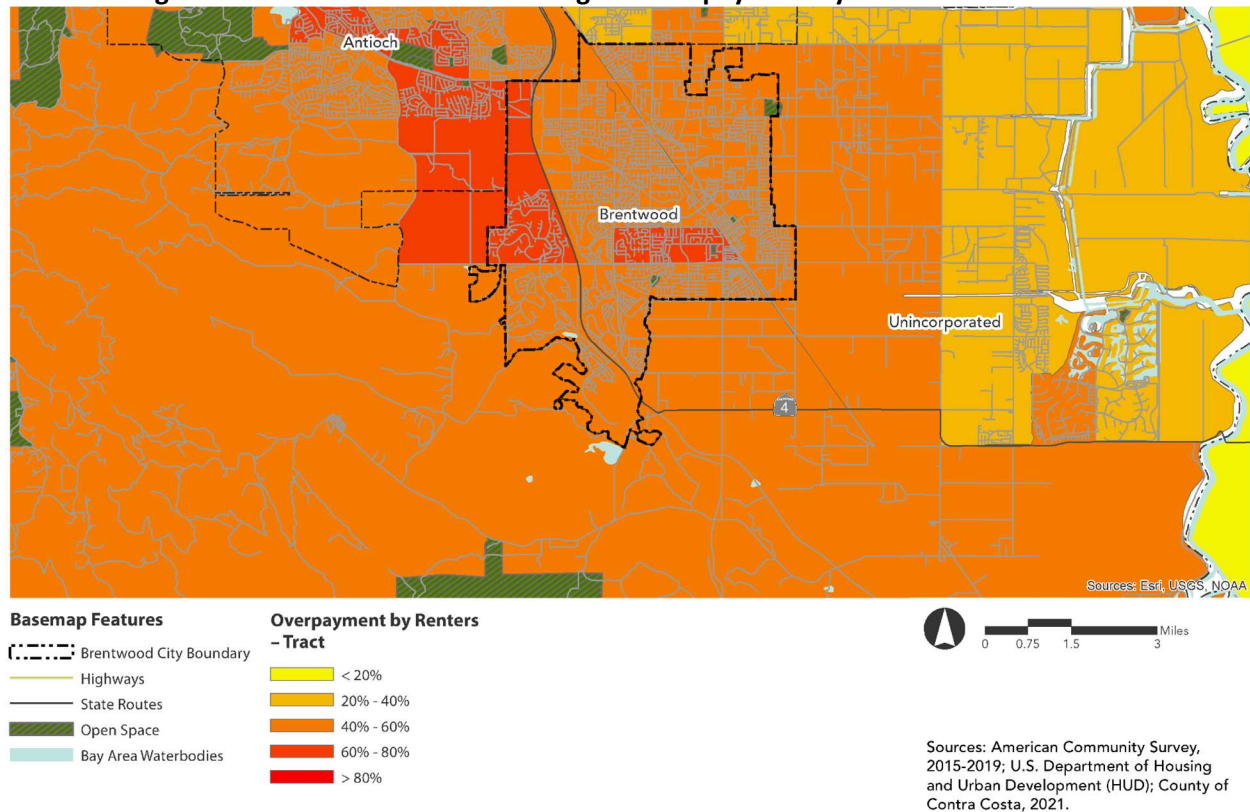 Antioch
Brentwood
Unincorporated
4
Sources: Esri, USGS, NOAA
Basemap Features
Brentwood City Boundary
Highways
State Routes
Open Space
Bay Area Waterbodies
Overpayment by Renters
– Tract
< 20%
20% - 40%
40% - 60%
60% - 80%
> 80%
0 0.75 1.5 3 Miles
Sources: American Community Survey,
2015-2019; U.S. Department of Housing
and Urban Development (HUD); County of
Contra Costa, 2021.